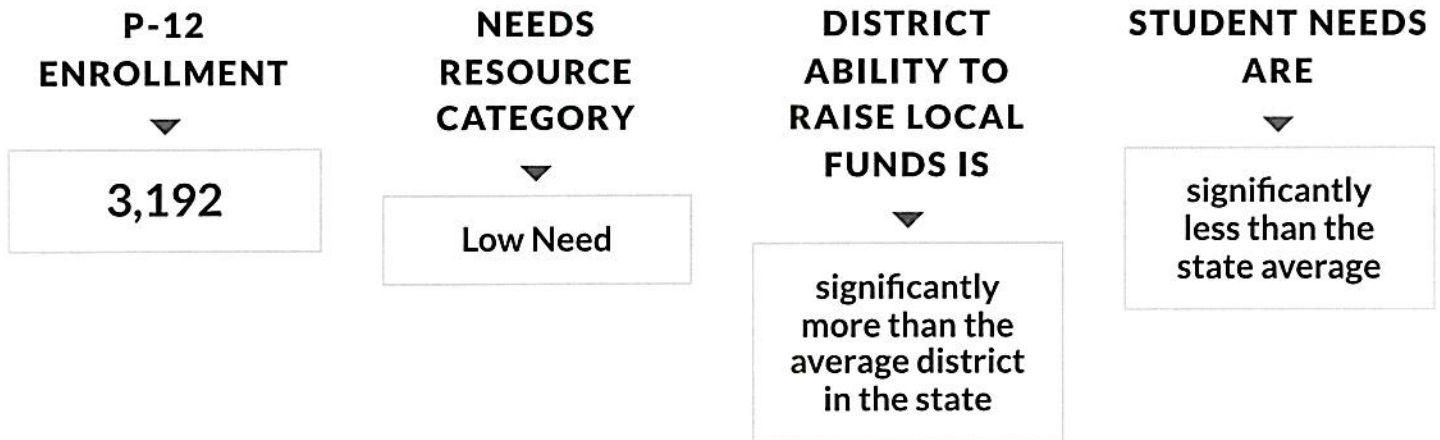 P-12
ENROLLMENT
3,192
NEEDS
RESOURCE
CATEGORY
Low Need
DISTRICT
ABILITY TO
RAISE LOCAL
FUNDS IS
significantly
more than the
average district
in the state
STUDENT NEEDS
ARE
significantly
less than the
state average